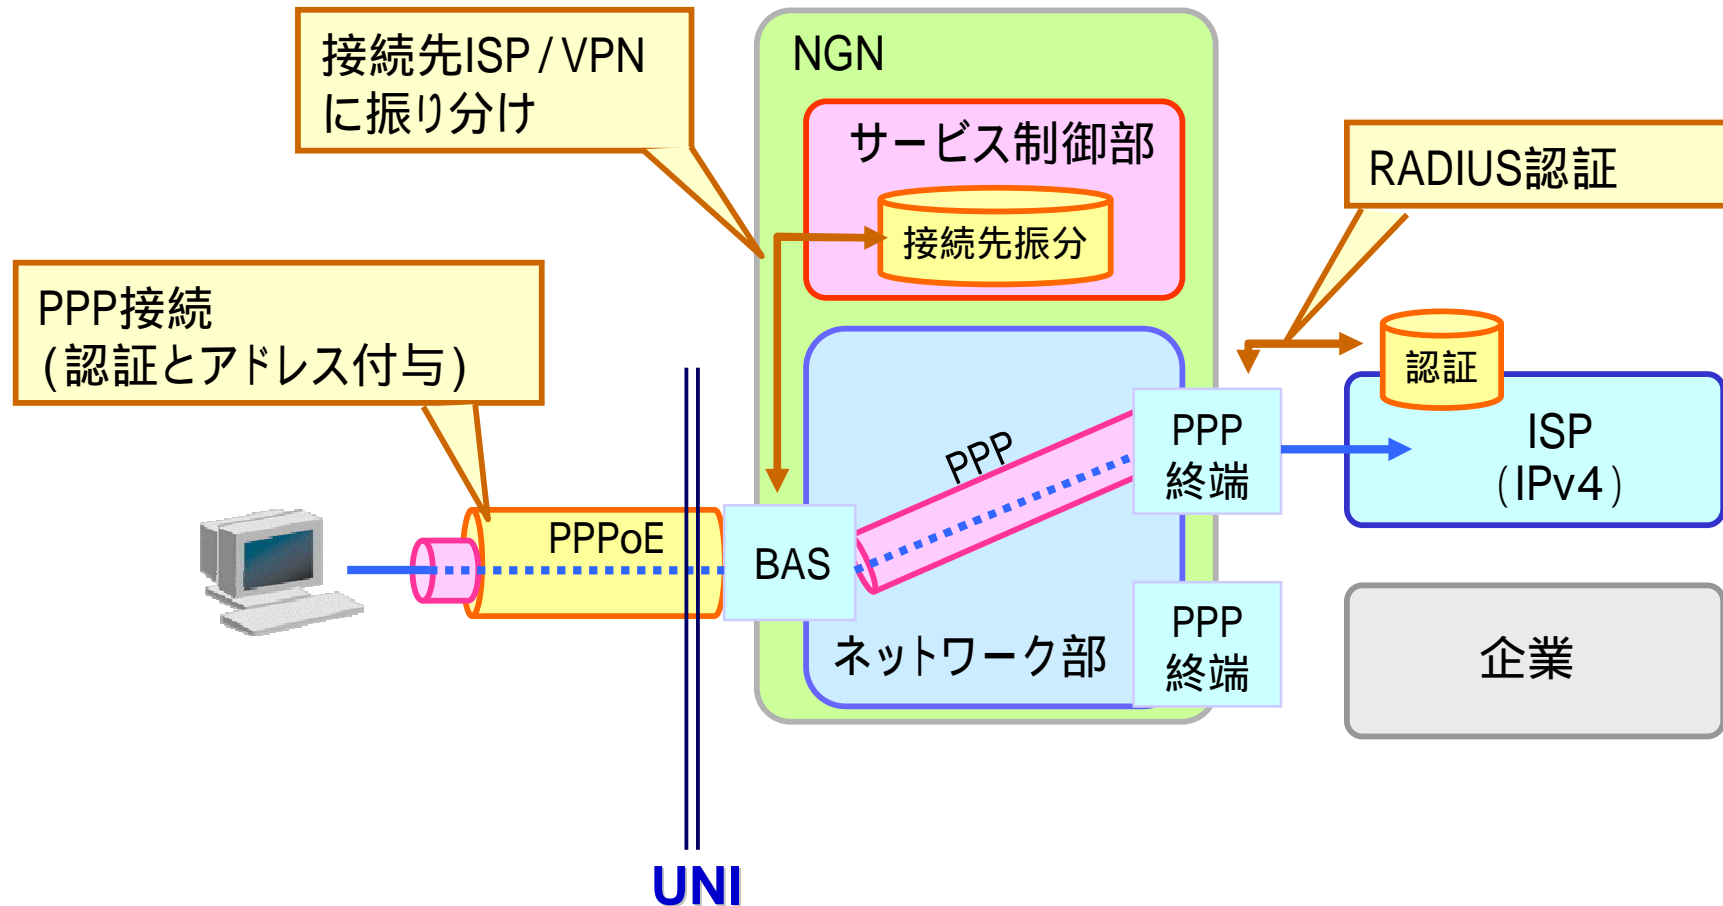 接続先ISP/VPN
に振り分け
NGN
サービス制御部
接続先振分
RADIUS認証
PPP接続
(認証とアドレス付与)
認証
PPP
PPP
終端
ISP
(IPv4)
PPPoE
BAS
ネットワーク部
PPP
終端
企業
UNI